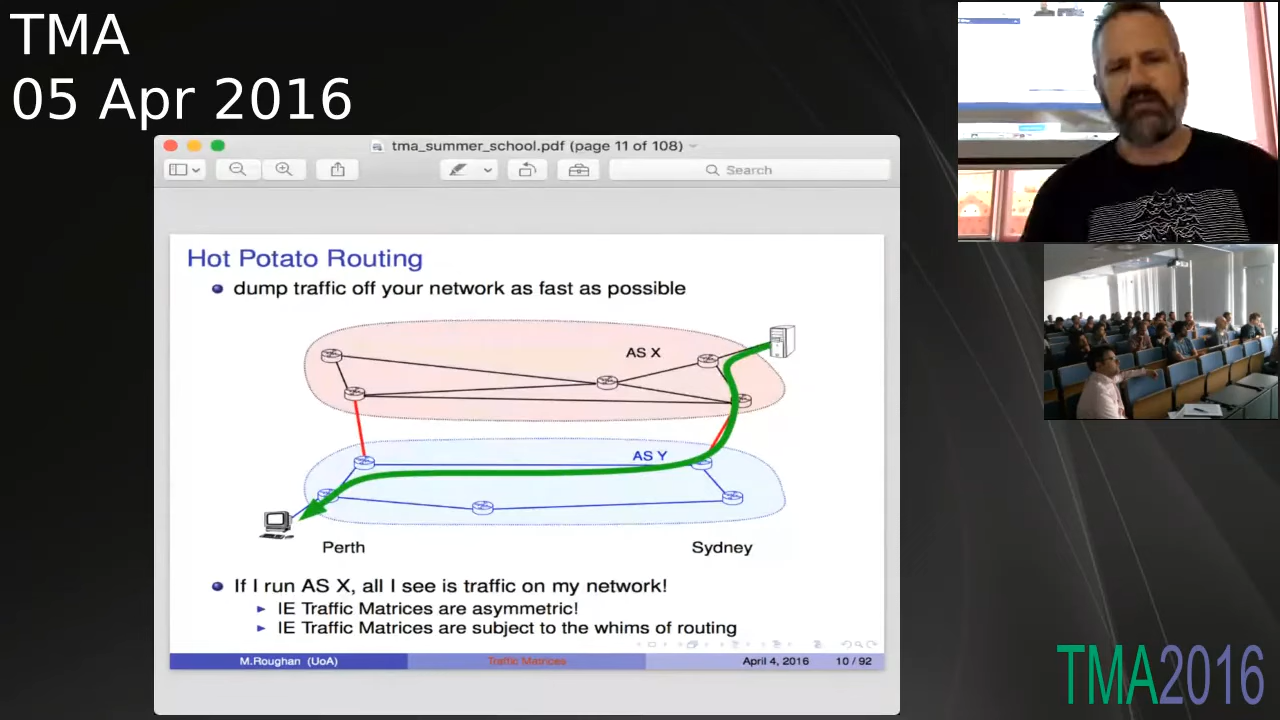 TMA
05 Apr 2016
tma_summer_school.pdf (page 11 of 108)
Search
Hot Potato Routing
dump traffic off your network as fast as possible
AS X
AS Y
Perth
Sydney
If I run AS X, all I see is traffic on my network!
IE Traffic Matrices are asymmetric!
IE Traffic Matrices are subject to the whims of routing
M.Roughan (UoA)
Traffic Matrices
April 4, 2016
10 / 92
TMA2016